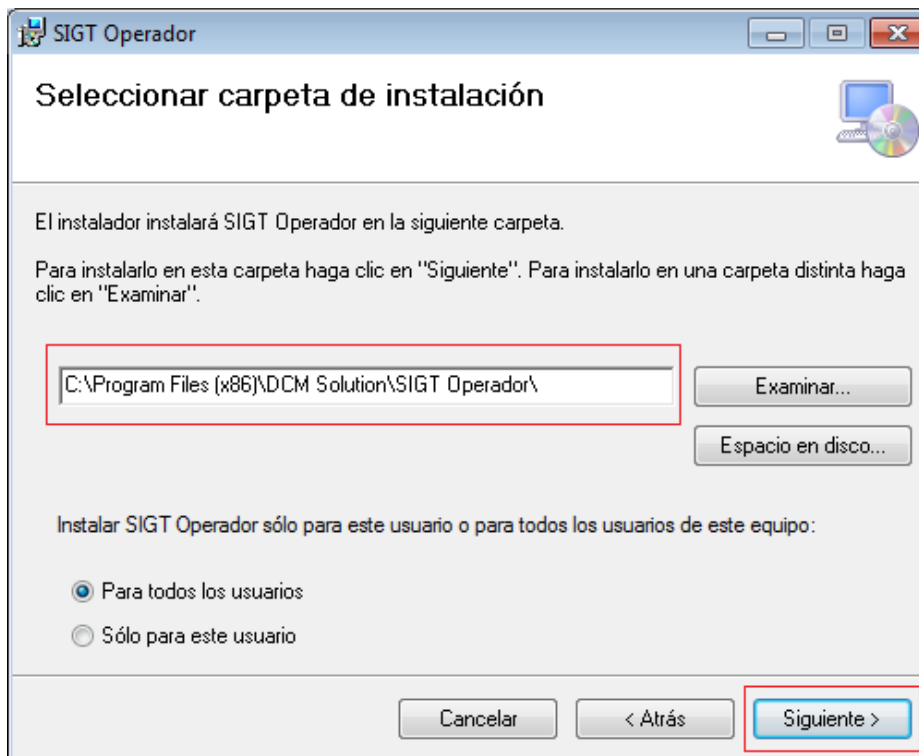 SIGT Operador
Seleccionar carpeta de instalación
El instalador instalará SIGT Operador en la siguiente carpeta.
Para instalarlo en esta carpeta haga clic en "Siguiente". Para instalarlo en una carpeta distinta haga
clic en "Examinar".
C:\Program Files (x86)\DCM Solution\SIGT Operador\
Examinar...
Espacio en disco...
Instalar SIGT Operador sólo para este usuario o para todos los usuarios de este equipo:
Para todos los usuarios
Sólo para este usuario
Cancelar
< Atrás
Siguiente >